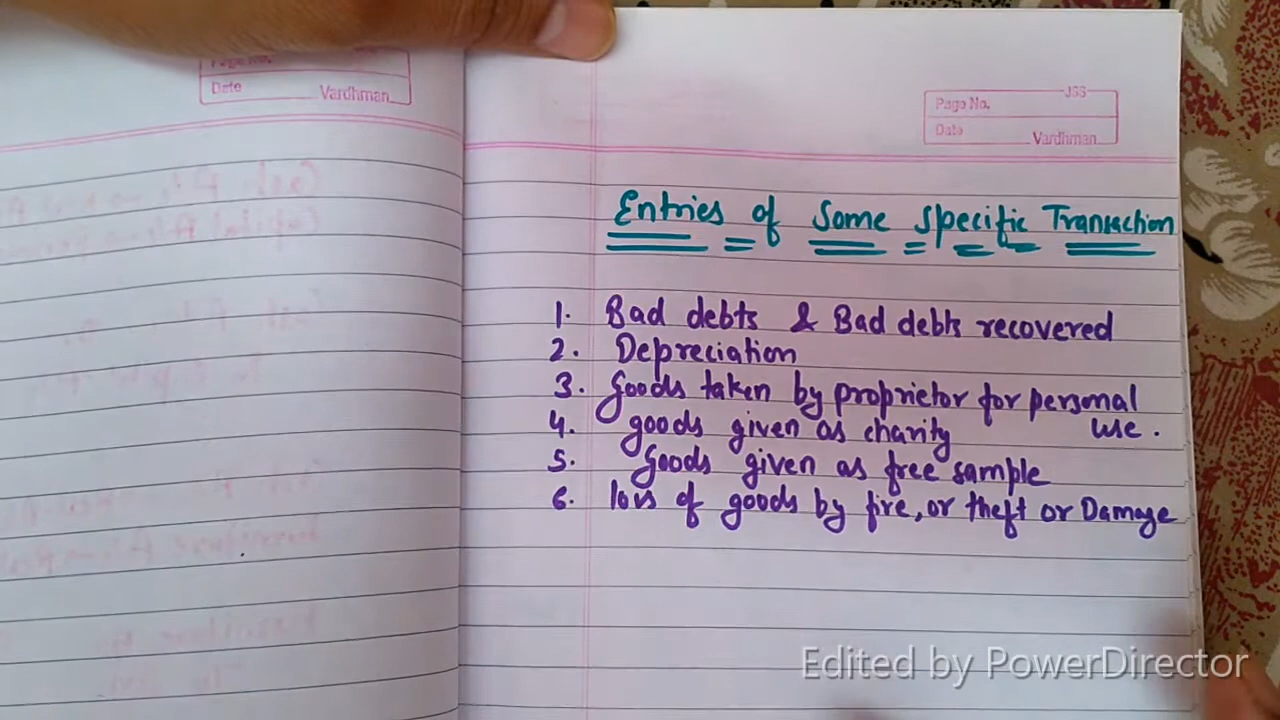 Page No.
Date Vardhman
JSS
Page No.
Date Vardhman
Entries of Some Specific Transaction
1. Bad debts & Bad debts recovered
2. Depreciation
3. Goods taken by proprietor for personal
use.
4. goods given as charity
5. Goods given as free sample
6. loss of goods by fire, or theft or Damage
Edited by PowerDirector